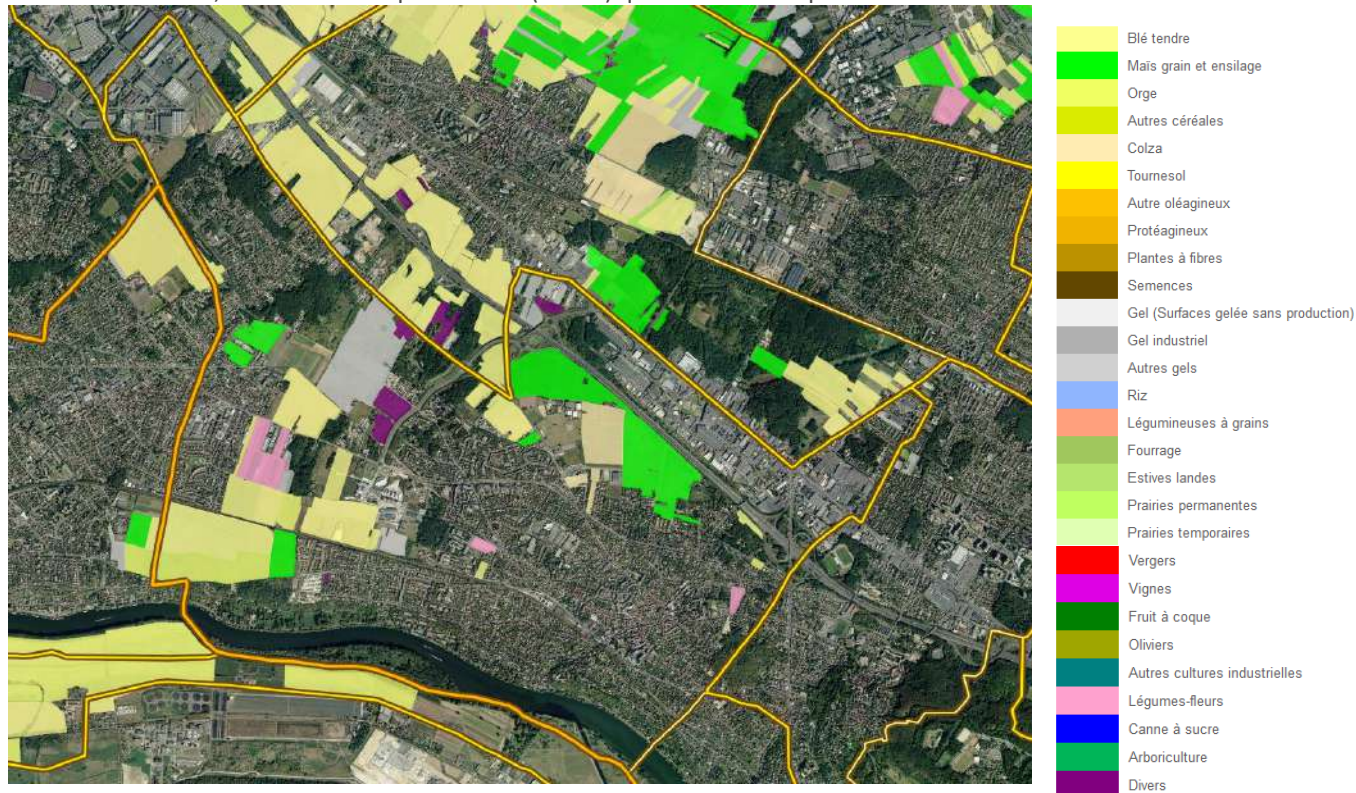 Blé tendre
Maïs grain et ensilage
Orge
Autres céréales
Colza
Tournesol
Autre oléagineux
Protéagineux
Plantes à fibres
Semences
Gel (Surfaces gelée sans production)
Gel industriel
Autres gels
Riz
Légumineuses à grains
Fourrage
Estives landes
Prairies permanentes
Prairies temporaires
Vergers
Vignes
Fruit à coque
Oliviers
Autres cultures industrielles
Légumes-fleurs
Canne à sucre
Arboriculture
Divers